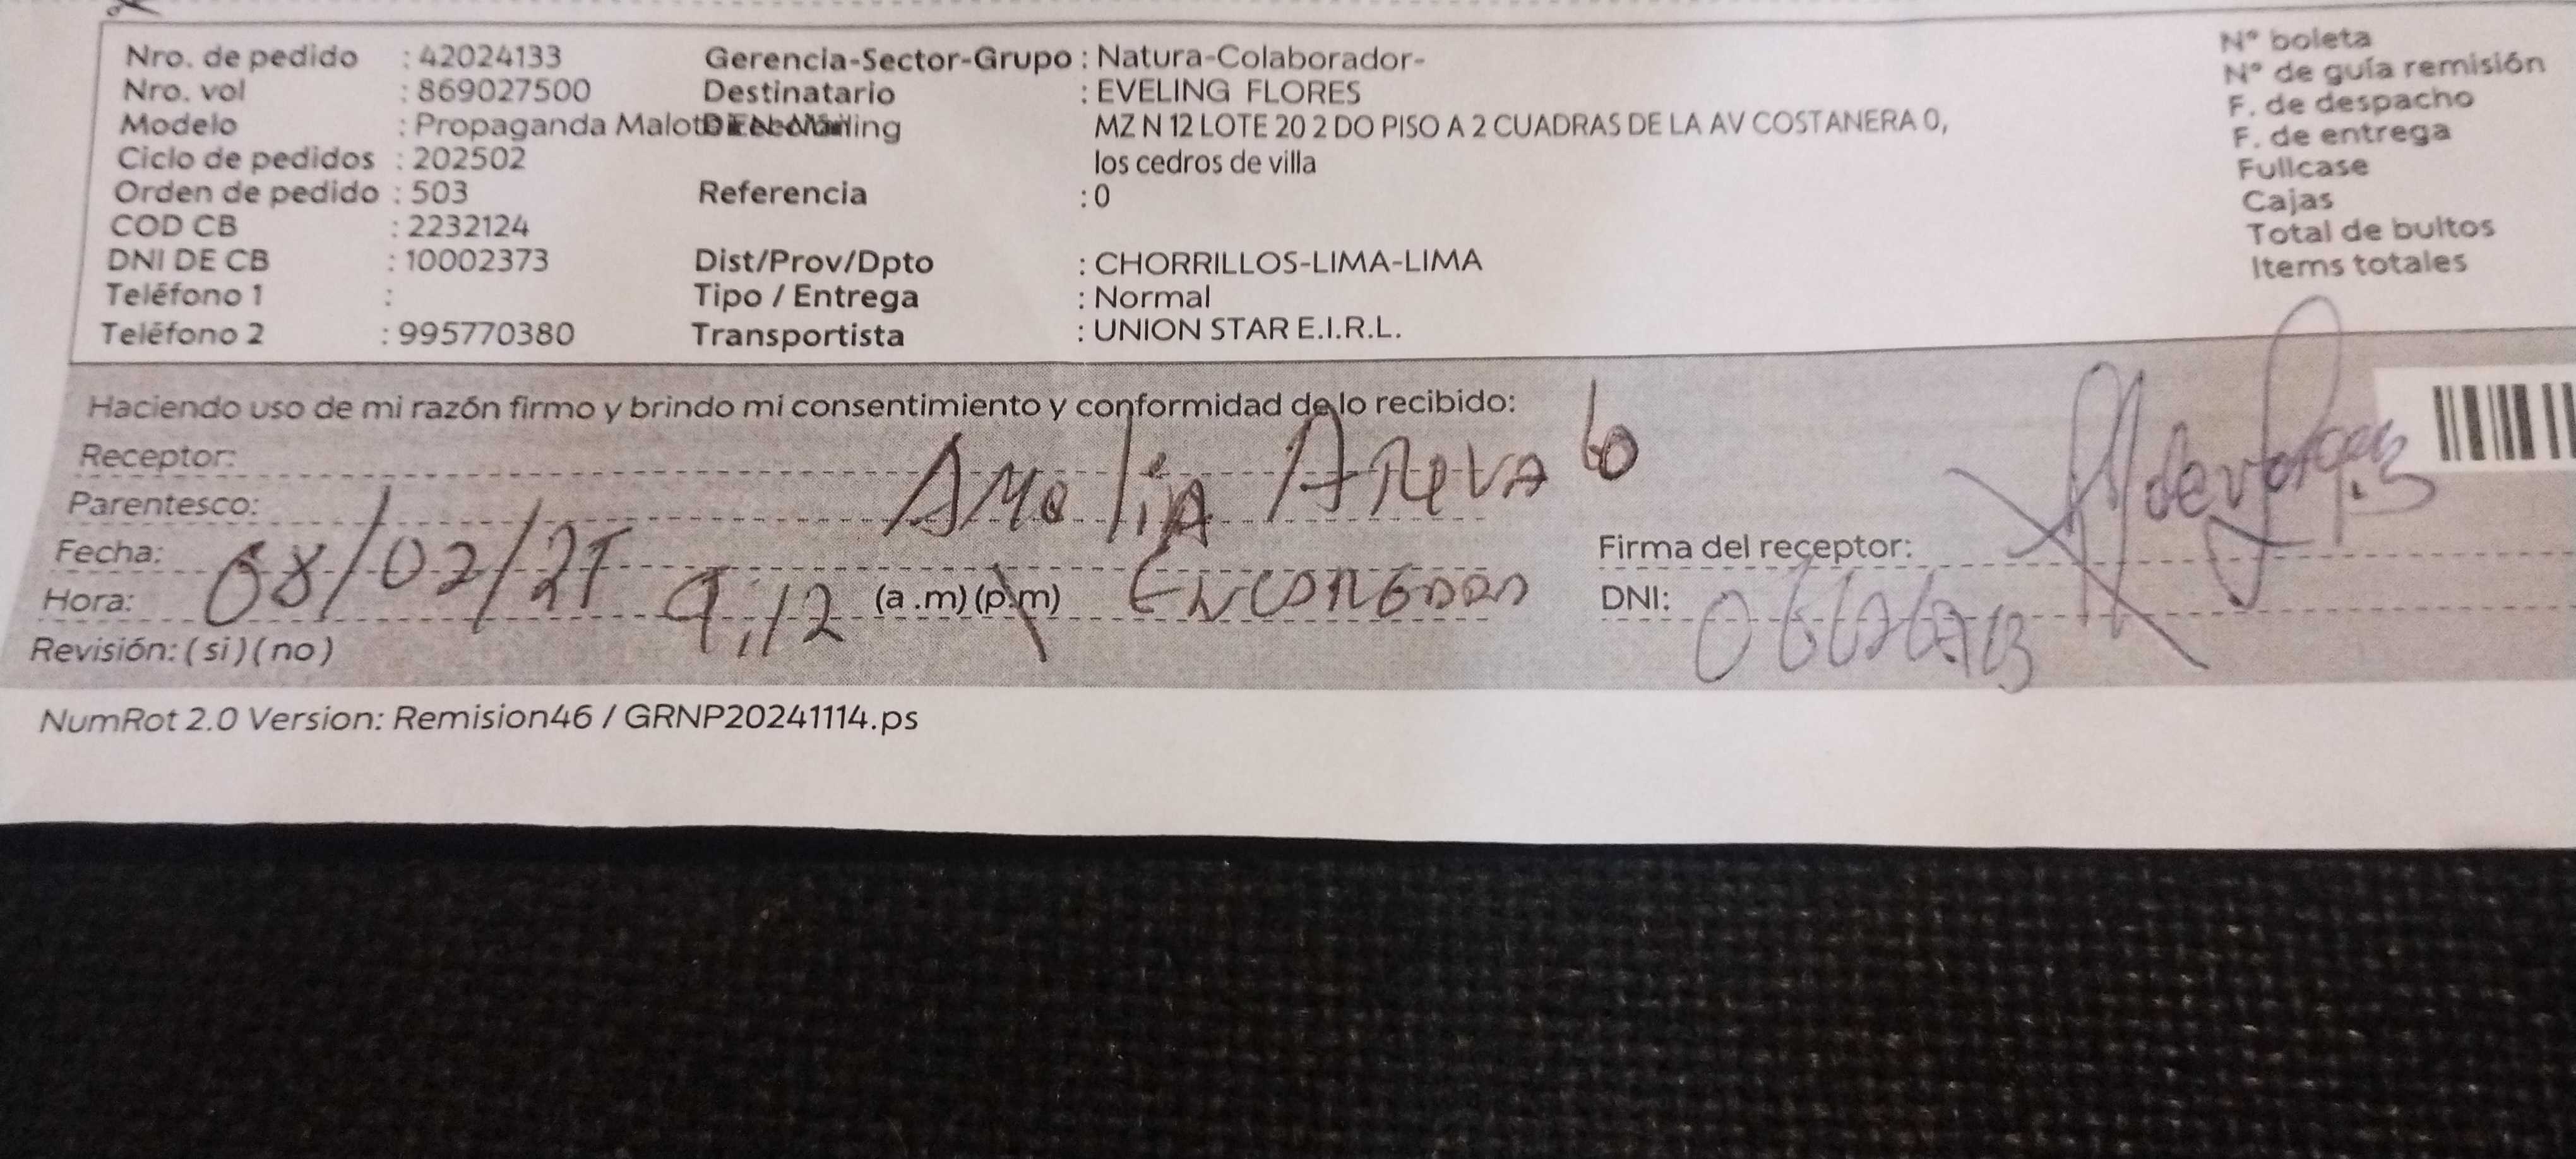 Nro. de pedido : 42024133
Nro. vol : 869027500
Modelo : Propaganda Malote
Ciclo de pedidos : 202502
Orden de pedido : 503
COD CB : 2232124
DNI DE CB : 10002373
Teléfono 1 :
Teléfono 2 : 995770380
Gerencia-Sector-Grupo : Natura-Colaborador-
Destinatario : EVELING FLORES
MZ N 12 LOTE 20 2 DO PISO A 2 CUADRAS DE LA AV COSTANERA 0,
los cedros de villa
Referencia : 0
Dist/Prov/Dpto : CHORRILLOS-LIMA-LIMA
Tipo / Entrega : Normal
Transportista : UNION STAR E.I.R.L.
N° boleta
N° de guía remisión
F. de despacho
F. de entrega
Fullcase
Cajas
Total de bultos
Items totales
Haciendo uso de mi razón firmo y brindo mi consentimiento y conformidad de lo recibido:
Receptor: Amelia Arevalo
Parentesco:
Fecha: 08/02/25
Hora: 9:12 (a .m) (p.m)
Revisión: ( si ) ( no )
Firma del receptor:
DNI:
NumRot 2.0 Version: Remision46 / GRNP20241114.ps